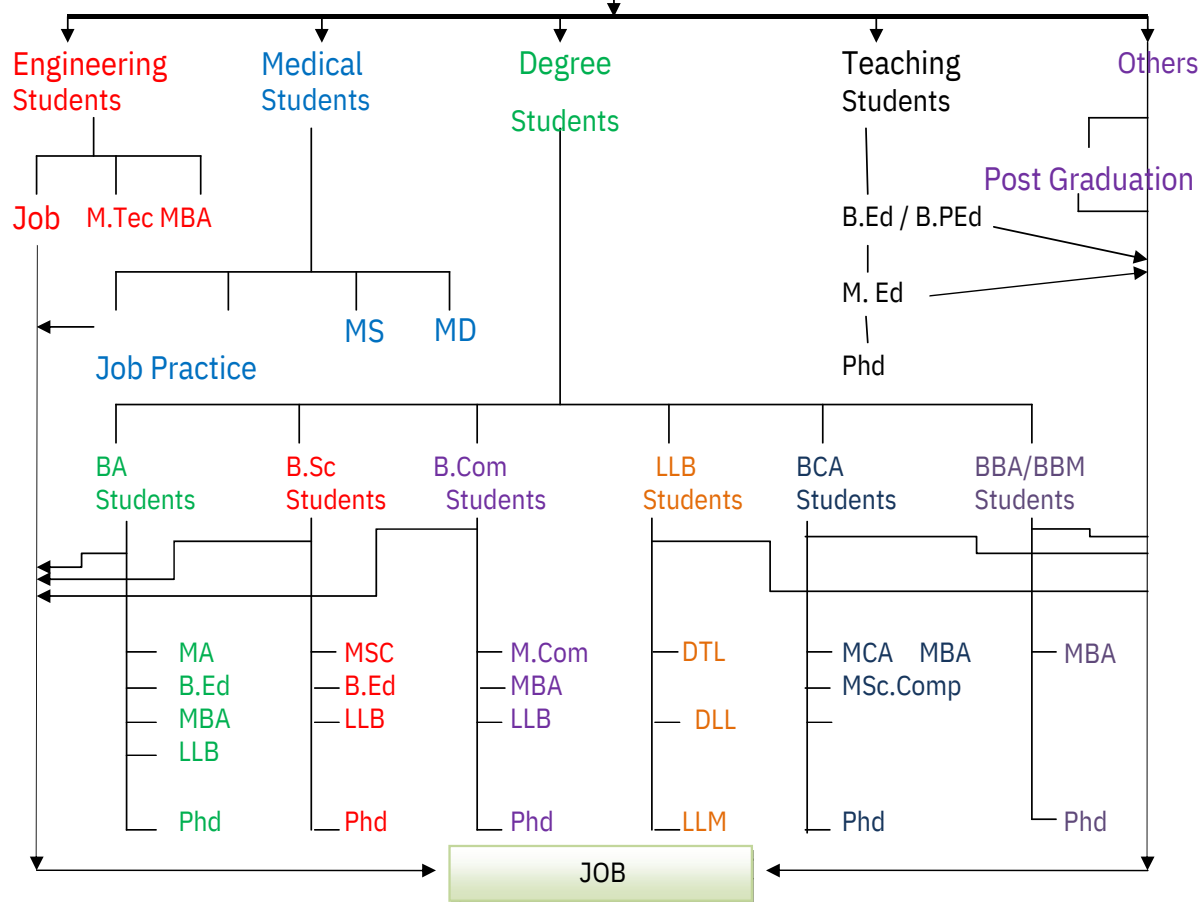 Engineering Students
Medical Students
Degree Students
Teaching Students
Others
Post Graduation
Job M.Tec MBA
B.Ed / B.PEd
M. Ed
MS MD
Job Practice
Phd
BA Students
B.Sc Students
B.Com Students
LLB Students
BCA Students
BBA/BBM Students
MA
B.Ed
MBA
LLB
Phd
MSC
B.Ed
LLB
Phd
M.Com
MBA
LLB
Phd
DTL
DLL
LLM
MCA MBA
MSc.Comp
Phd
MBA
Phd
JOB